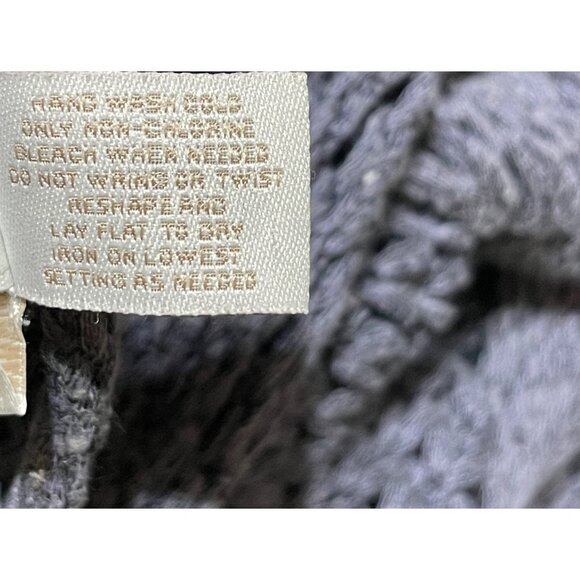 HAND WASH COLD
ONLY NON-CHLORINE
BLEACH WHEN NEEDED
DO NOT WRING OR TWIST
RESHAPE AND
LAY FLAT TO DRY
IRON ON LOWEST
SETTING AS NEEDED